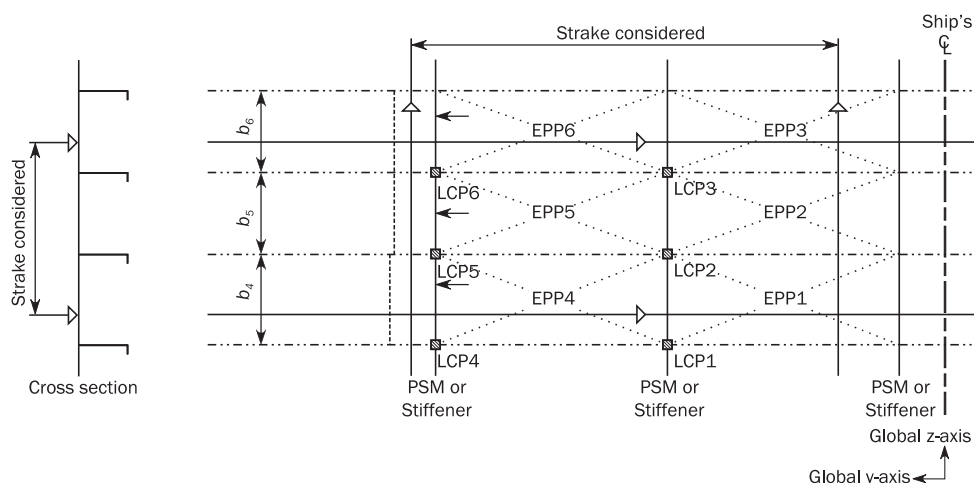 Ship's
℄
Strake considered
EPP6
EPP3
b6
LCP6
LCP3
Strake considered
b5
EPP5
EPP2
LCP5
LCP2
b4
EPP4
EPP1
LCP4
LCP1
Cross section
PSM or
Stiffener
PSM or
Stiffener
PSM or
Stiffener
Global z-axis
Global y-axis